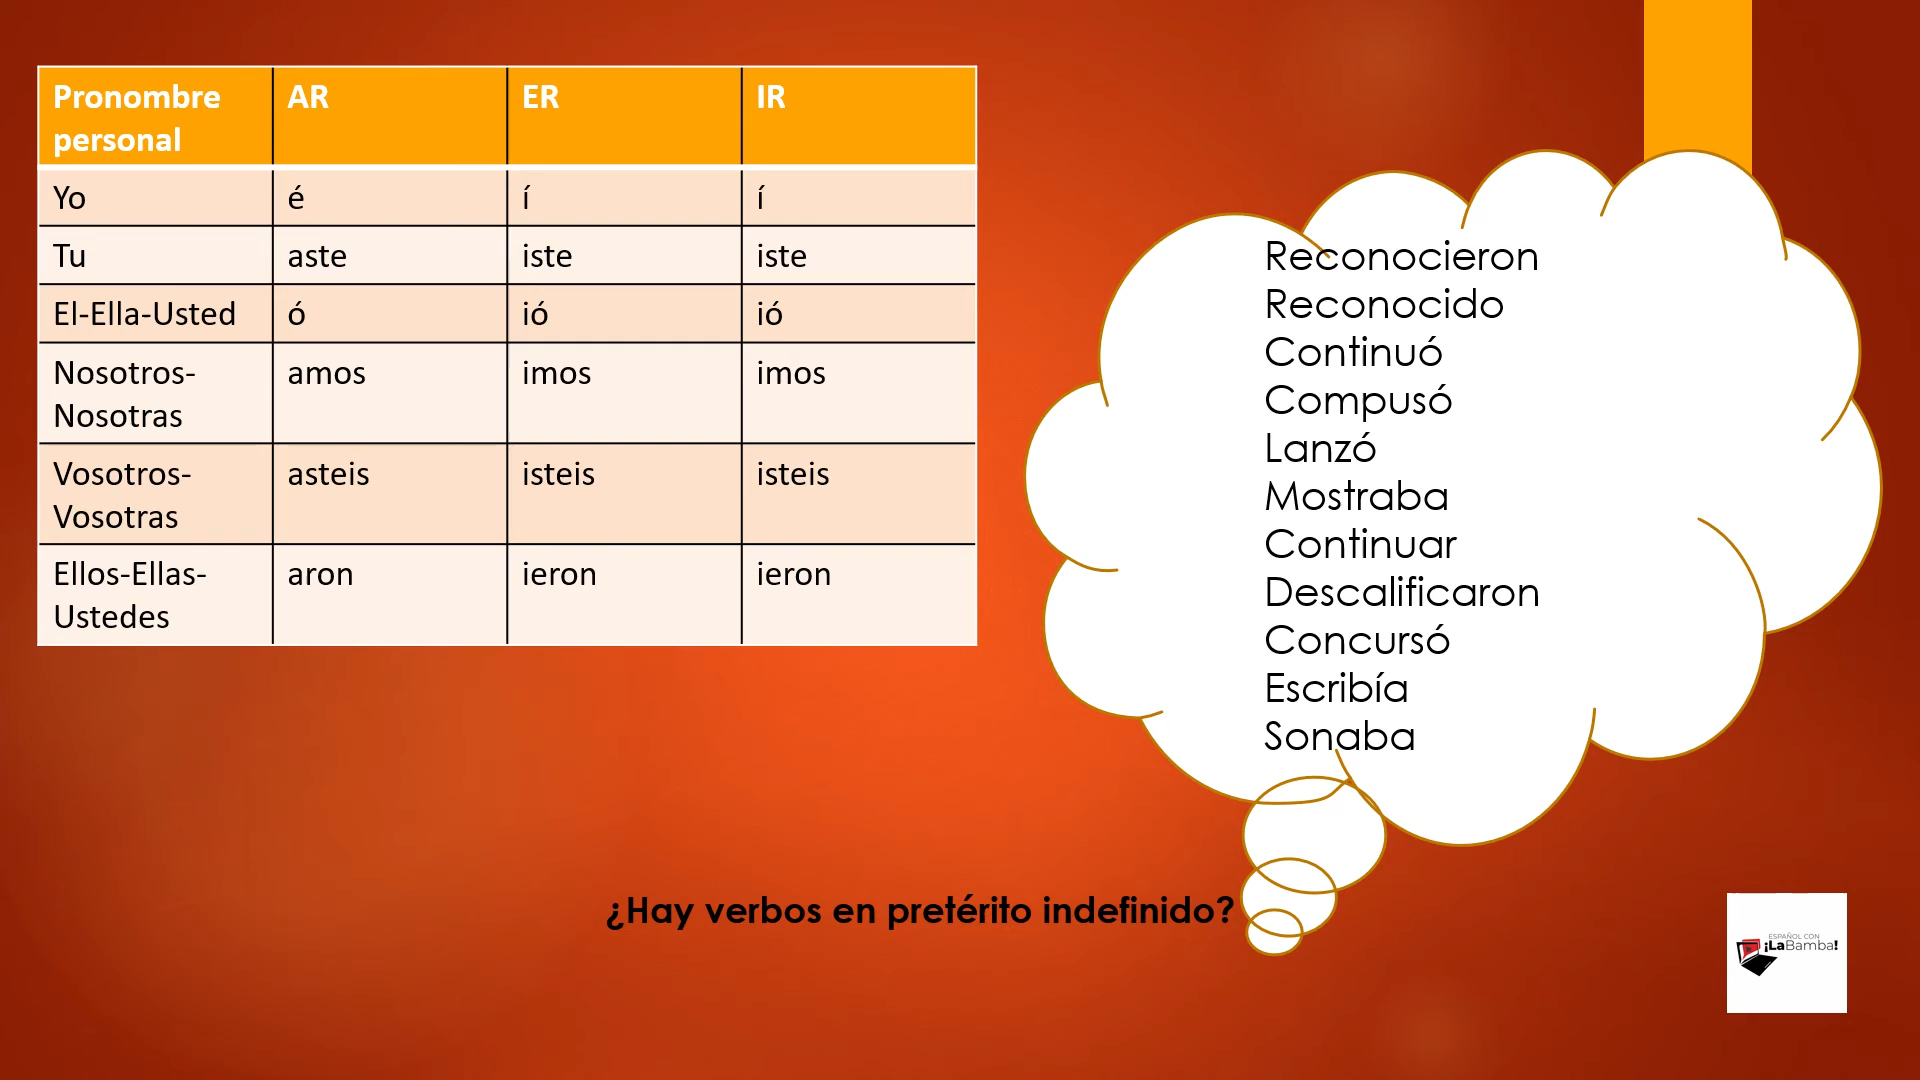 Pronombre personal AR ER IR
Yo é í í
Tu aste iste iste
El-Ella-Usted ó ió ió
Nosotros-Nosotras amos imos imos
Vosotros-Vosotras asteis isteis isteis
Ellos-Ellas-Ustedes aron ieron ieron
Reconocieron
Reconocido
Continuó
Compusó
Lanzó
Mostraba
Continuar
Descalificaron
Concursó
Escribía
Sonaba
¿Hay verbos en pretérito indefinido?
ESPAÑOL CON
¡LaBamba!